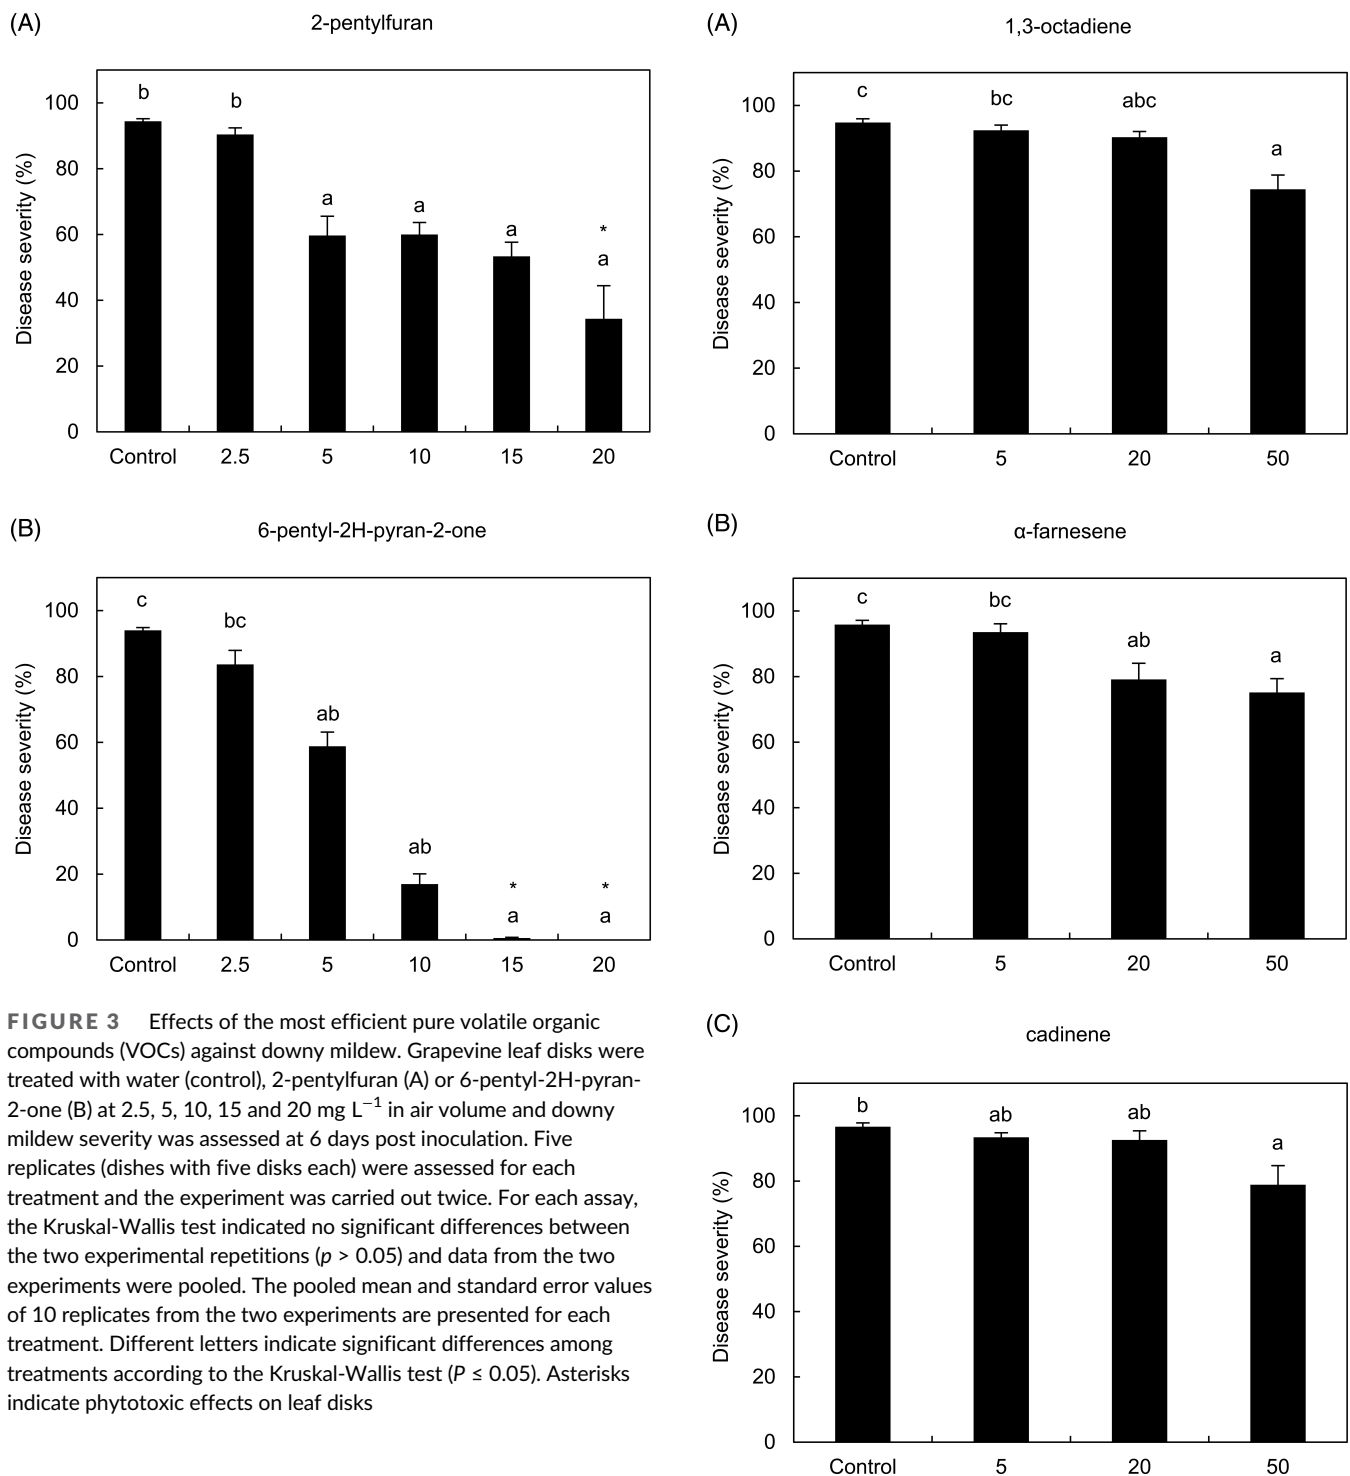 (A)
2-pentylfuran
Disease severity (%)
100
80
60
40
20
0
b
b
a
a
a
*
a
Control 2.5 5 10 15 20
(B)
6-pentyl-2H-pyran-2-one
Disease severity (%)
100
80
60
40
20
0
c
bc
ab
ab
*
a
*
a
Control 2.5 5 10 15 20
FIGURE 3 Effects of the most efficient pure volatile organic
compounds (VOCs) against downy mildew. Grapevine leaf disks were
treated with water (control), 2-pentylfuran (A) or 6-pentyl-2H-pyran-
2-one (B) at 2.5, 5, 10, 15 and 20 mg L⁻¹ in air volume and downy
mildew severity was assessed at 6 days post inoculation. Five
replicates (dishes with five disks each) were assessed for each
treatment and the experiment was carried out twice. For each assay,
the Kruskal-Wallis test indicated no significant differences between
the two experimental repetitions (p > 0.05) and data from the two
experiments were pooled. The pooled mean and standard error values
of 10 replicates from the two experiments are presented for each
treatment. Different letters indicate significant differences among
treatments according to the Kruskal-Wallis test (P ≤ 0.05). Asterisks
indicate phytotoxic effects on leaf disks
(A)
1,3-octadiene
Disease severity (%)
100
80
60
40
20
0
c
bc
abc
a
Control 5 20 50
(B)
α-farnesene
Disease severity (%)
100
80
60
40
20
0
c
bc
ab
a
Control 5 20 50
(C)
cadinene
Disease severity (%)
100
80
60
40
20
0
b
ab
ab
a
Control 5 20 50